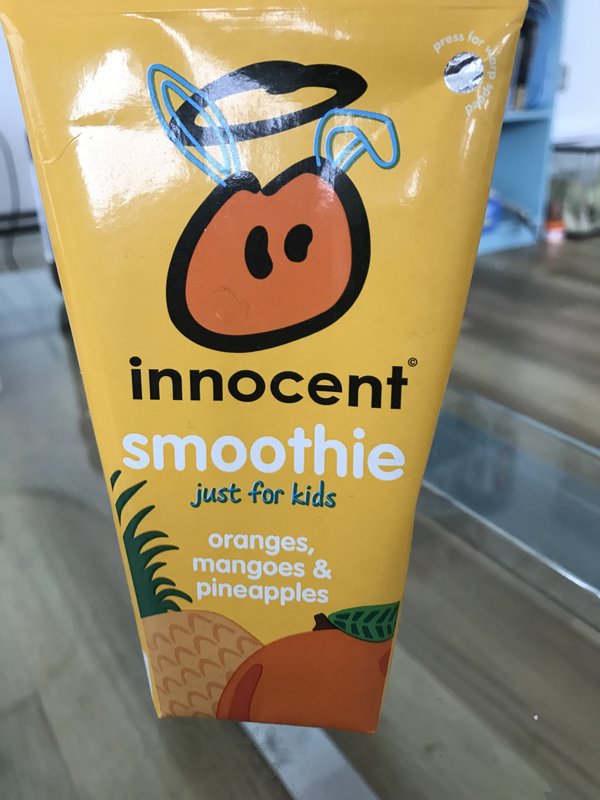 press for
innocent©
smoothie
just for kids
oranges,
mangoes &
pineapples